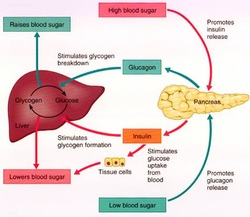 High blood sugar
Raises blood sugar
Promotes
insulin
release
Stimulates glycogen
breakdown
Glucagon
Glycogen
Glucose
Pancreas
Liver
Insulin
Stimulates
glycogen formation
Stimulates
glucose
uptake
from
blood
Tissue cells
Lowers blood sugar
Promotes
glucagon
release
Low blood sugar